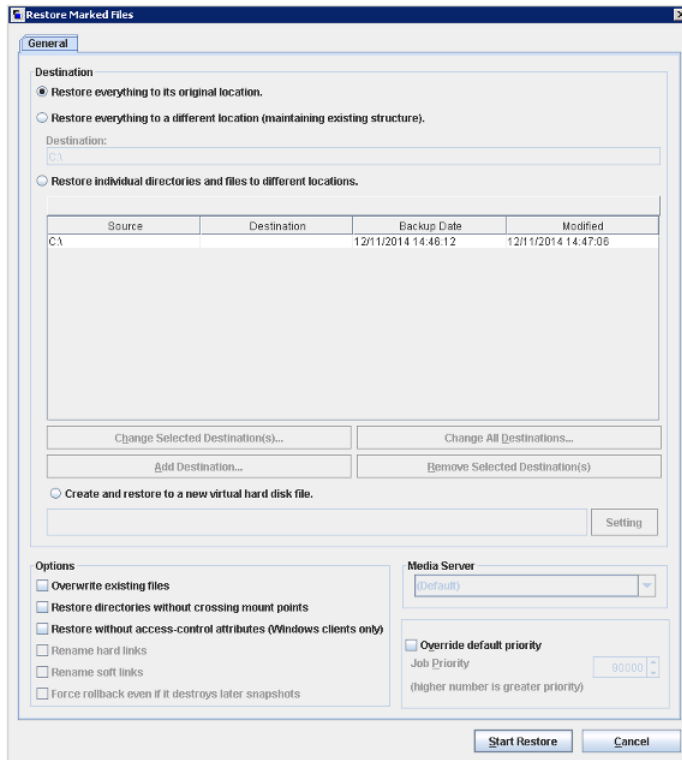 Restore Marked Files
General
Destination
Restore everything to its original location.
Restore everything to a different location (maintaining existing structure).
Destination:
C:\
Restore individual directories and files to different locations.
Source Destination Backup Date Modified
C:\ 12/11/2014 14:46:12 12/11/2014 14:47:06
Change Selected Destination(s)... Change All Destinations...
Add Destination... Remove Selected Destination(s)
Create and restore to a new virtual hard disk file.
Setting
Options
Overwrite existing files
Restore directories without crossing mount points
Restore without access-control attributes (Windows clients only)
Rename hard links
Rename soft links
Force rollback even if it destroys later snapshots
Media Server
(Default)
Override default priority
Job Priority 90000
(higher number is greater priority)
Start Restore Cancel